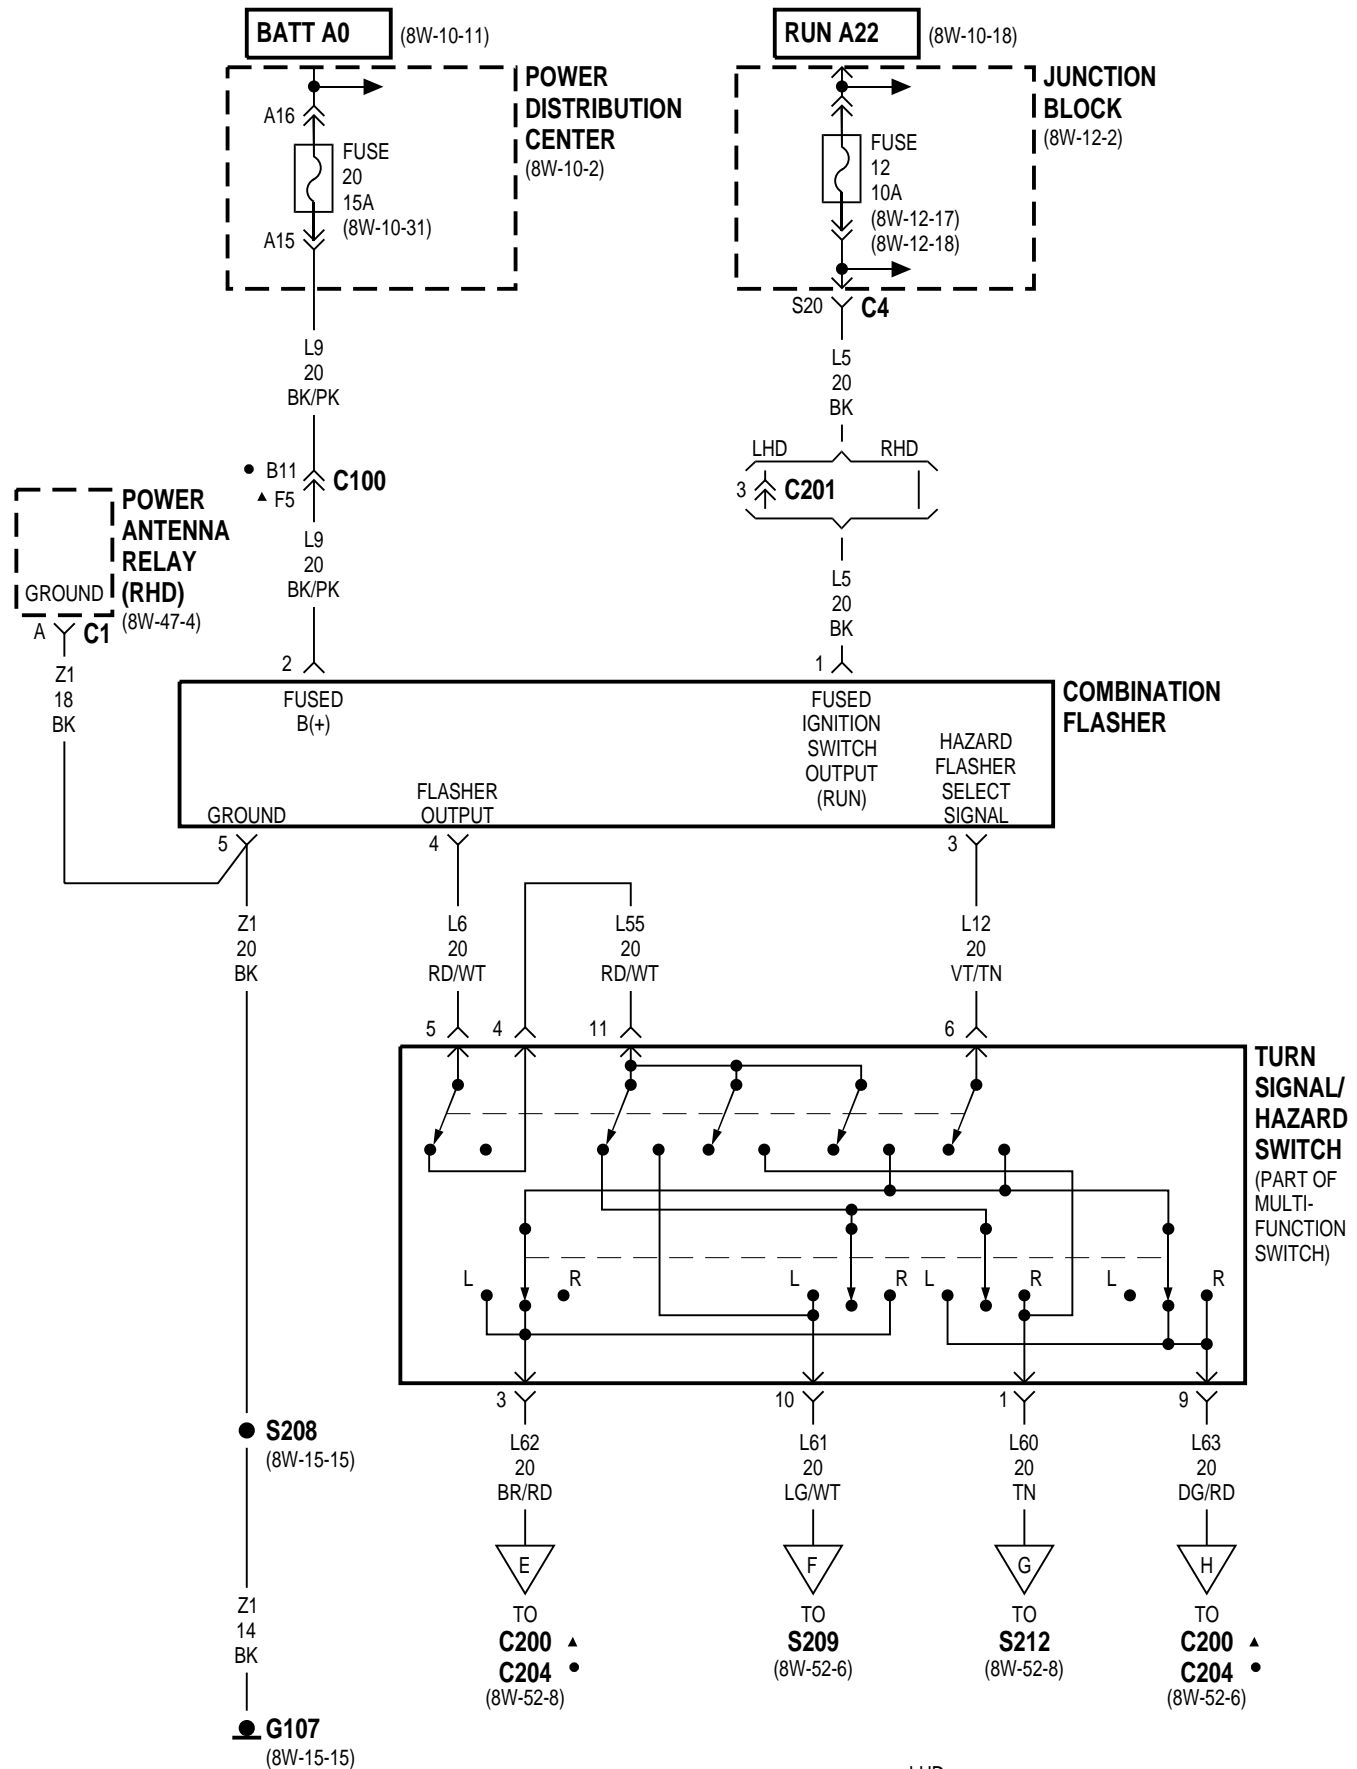 BATT A0
(8W-10-11)
RUN A22
(8W-10-18)
POWER
DISTRIBUTION
CENTER
(8W-10-2)
A16
FUSE
20
15A
(8W-10-31)
A15
JUNCTION
BLOCK
(8W-12-2)
FUSE
12
10A
(8W-12-17)
(8W-12-18)
S20
C4
L9
20
BK/PK
L5
20
BK
LHD
RHD
3
C201
B11
F5
C100
POWER
ANTENNA
RELAY
(RHD)
(8W-47-4)
GROUND
A
C1
L9
20
BK/PK
L5
20
BK
Z1
18
BK
2
1
COMBINATION
FLASHER
FUSED
B(+)
FUSED
IGNITION
SWITCH
OUTPUT
(RUN)
HAZARD
FLASHER
SELECT
SIGNAL
FLASHER
OUTPUT
GROUND
5
4
3
Z1
20
BK
L6
20
RD/WT
L55
20
RD/WT
L12
20
VT/TN
5
4
11
6
TURN
SIGNAL/
HAZARD
SWITCH
(PART OF
MULTI-
FUNCTION
SWITCH)
L
R
L
R
L
R
L
R
3
10
1
9
S208
(8W-15-15)
L62
20
BR/RD
L61
20
LG/WT
L60
20
TN
L63
20
DG/RD
E
F
G
H
TO
C200
C204
(8W-52-8)
TO
S209
(8W-52-6)
TO
S212
(8W-52-8)
TO
C200
C204
(8W-52-6)
Z1
14
BK
G107
(8W-15-15)